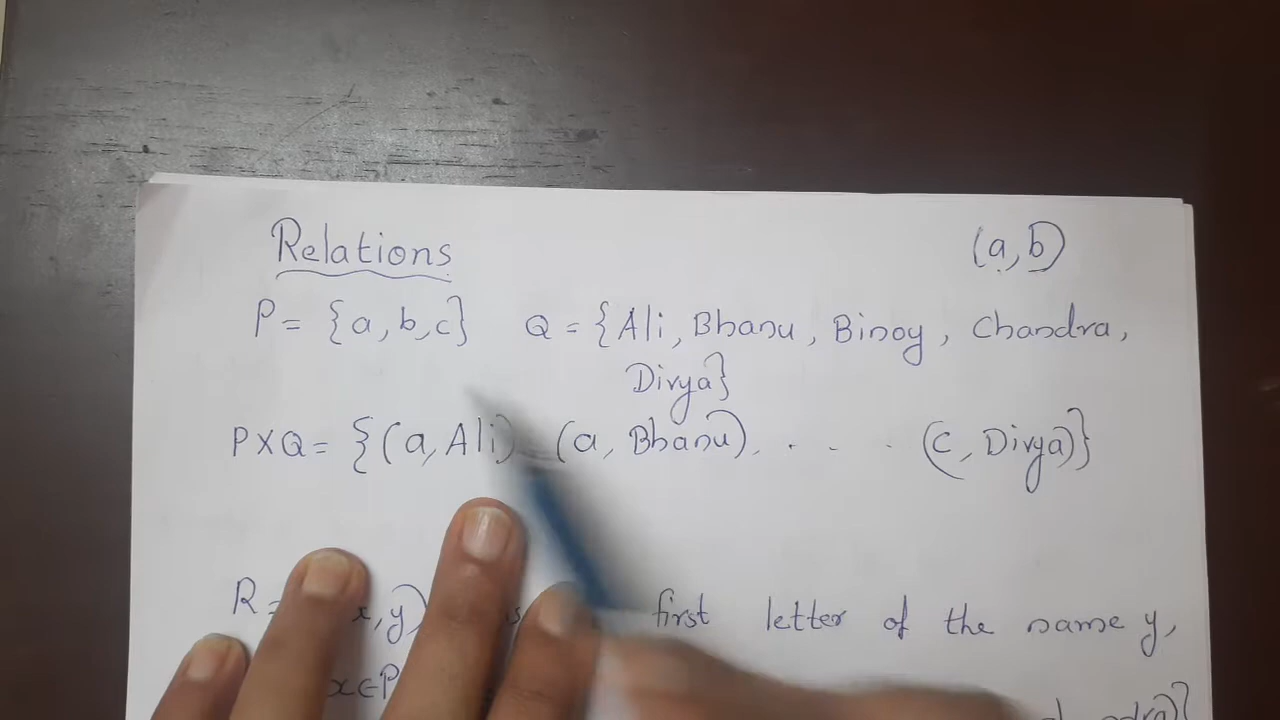 Relations
(a,b)
P = {a, b, c} Q = {Ali, Bhanu, Binoy, Chandra,
Divya}
P X Q = {(a, Ali) (a, Bhanu), . . . (c, Divya)}
R = x, y) first letter of the name y,
x ∈ P